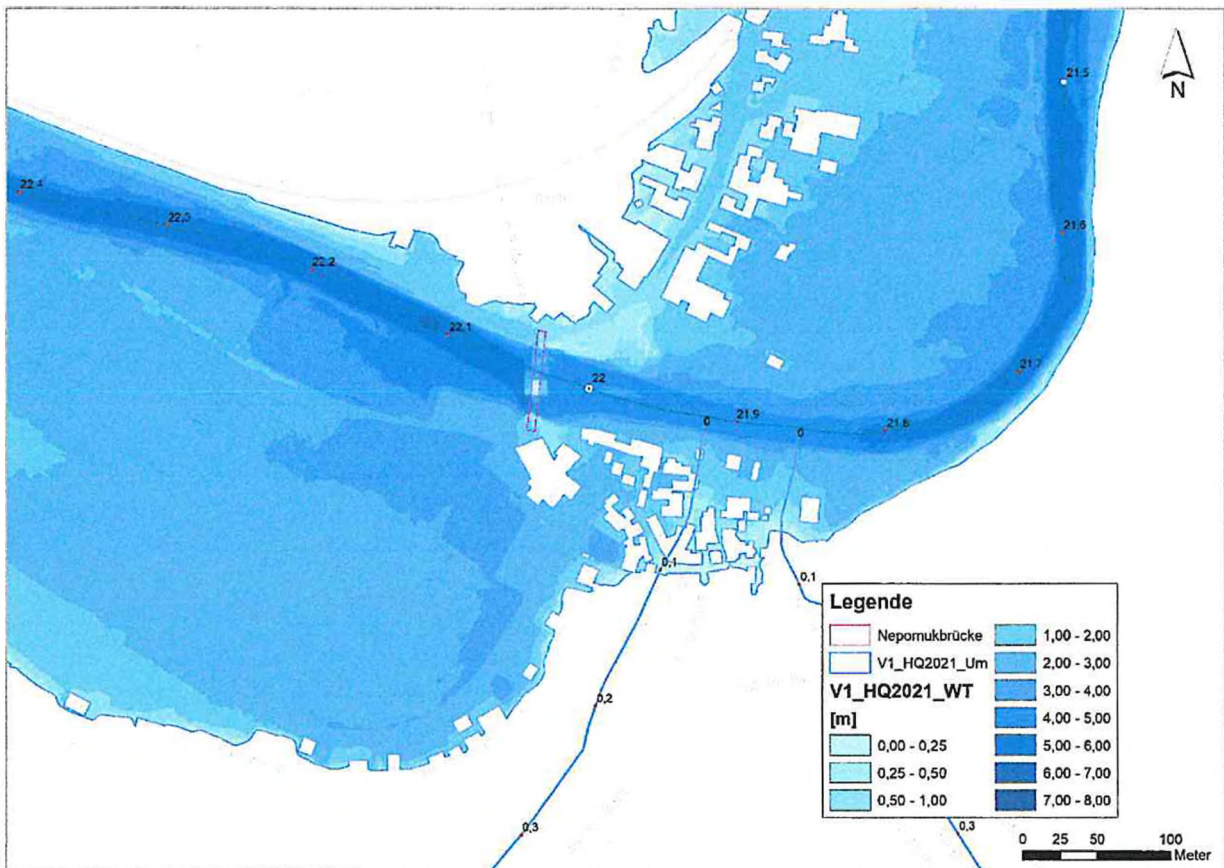 N
21,5
22,4
22,3
21,6
22,2
22,1
21,7
22
0
21,9
0
21,8
0,1
0,1
0,2
0,3
0,3
Legende
Nepomukbrücke
V1_HQ2021_Um
V1_HQ2021_WT
[m]
0,00 - 0,25
0,25 - 0,50
0,50 - 1,00
1,00 - 2,00
2,00 - 3,00
3,00 - 4,00
4,00 - 5,00
5,00 - 6,00
6,00 - 7,00
7,00 - 8,00
0 25 50 100
Meter